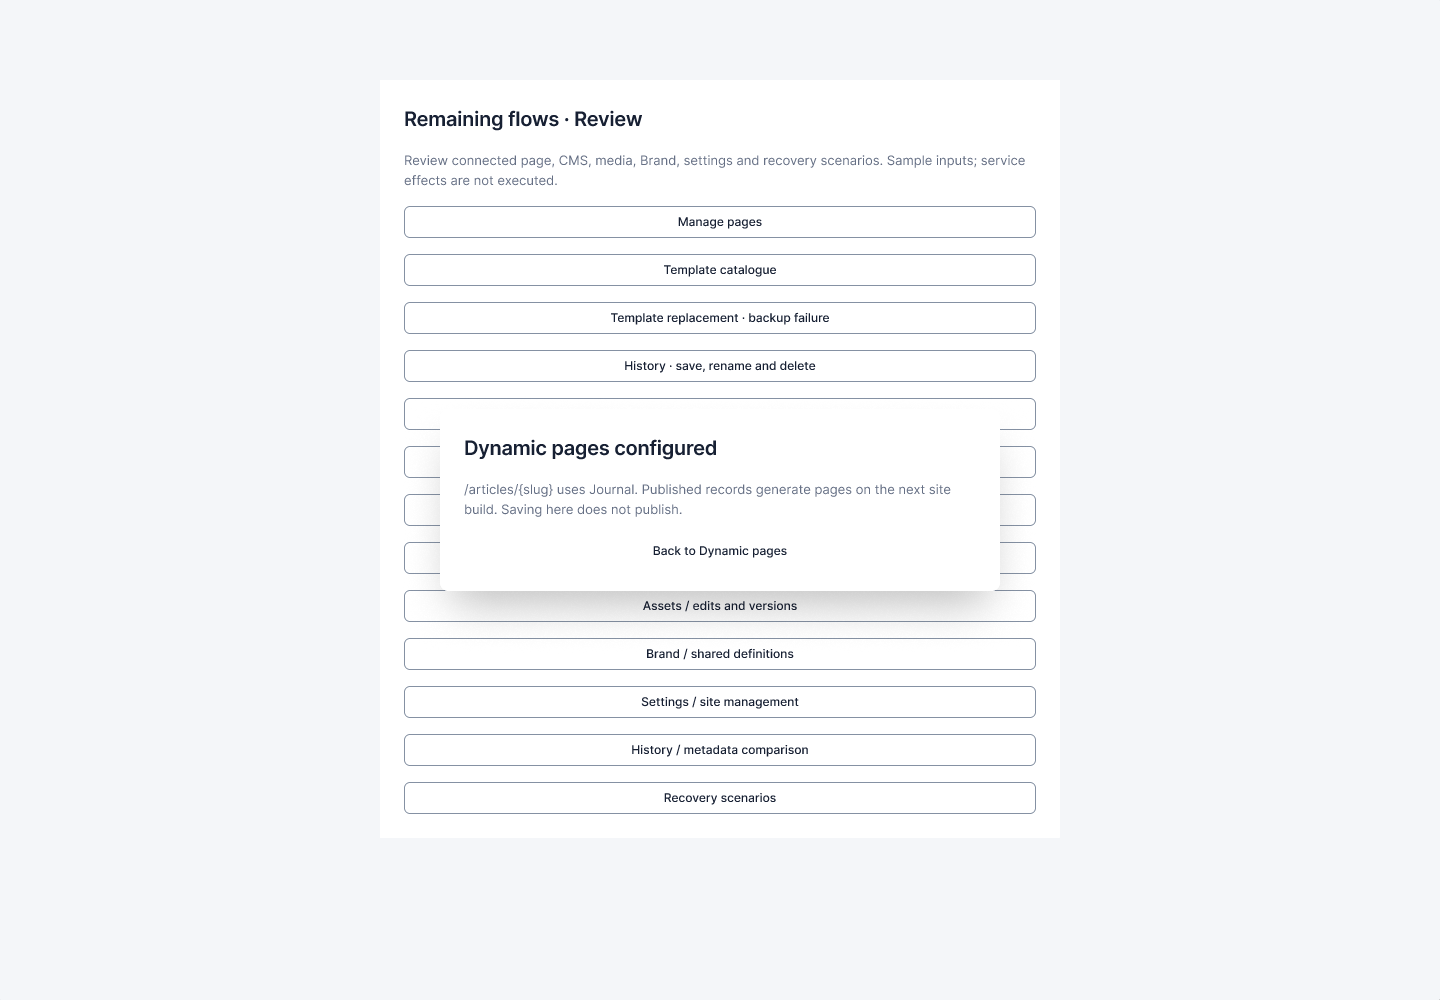 Remaining flows · Review
Review connected page, CMS, media, Brand, settings and recovery scenarios. Sample inputs; service
effects are not executed.
Manage pages
Template catalogue
Template replacement · backup failure
History · save, rename and delete
Dynamic pages configured
/articles/{slug} uses Journal. Published records generate pages on the next site
build. Saving here does not publish.
Back to Dynamic pages
Assets / edits and versions
Brand / shared definitions
Settings / site management
History / metadata comparison
Recovery scenarios